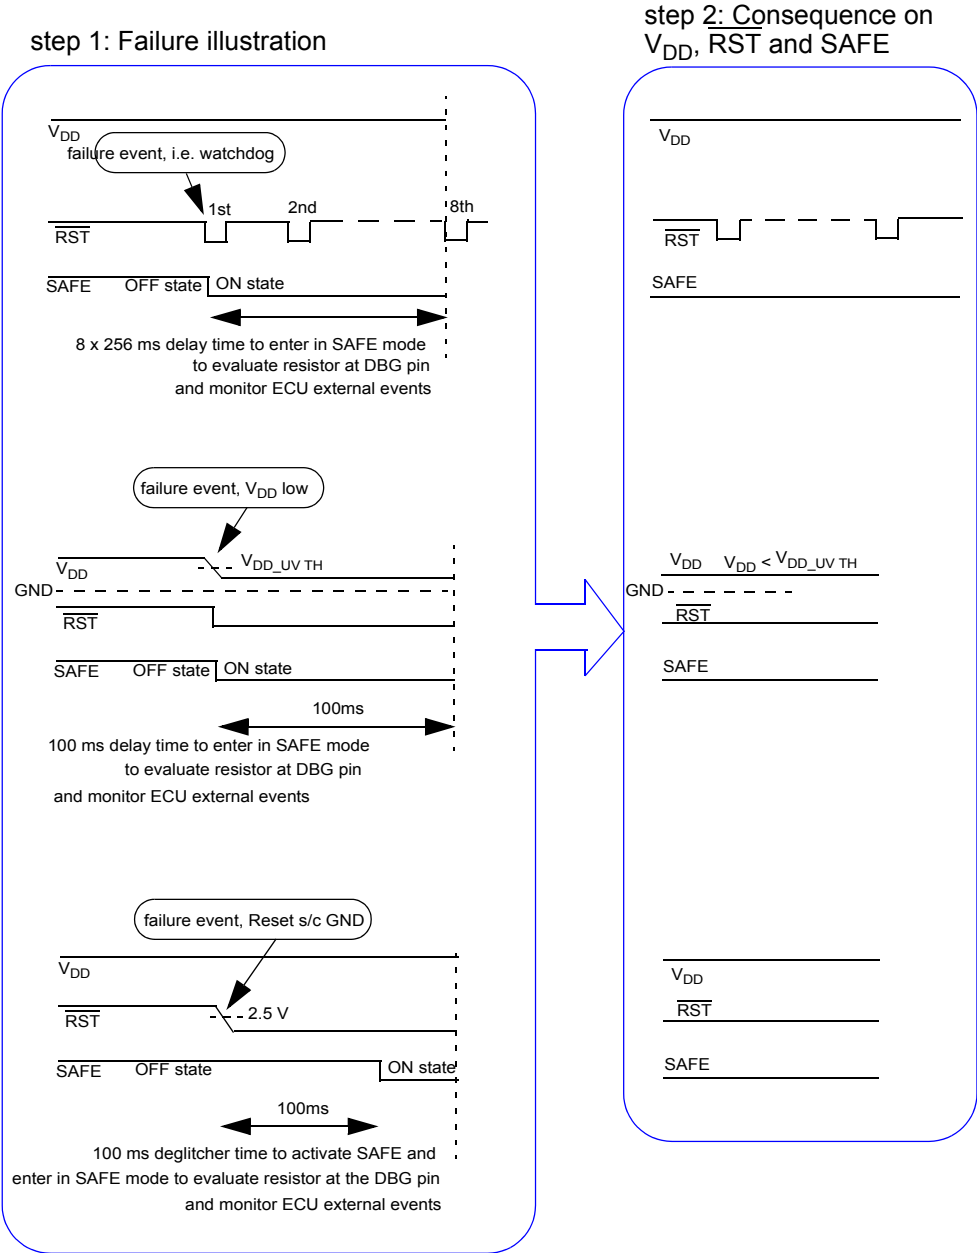 step 1: Failure illustration
VDD
failure event, i.e. watchdog
1st 2nd 8th
RST
SAFE OFF state ON state
8 x 256 ms delay time to enter in SAFE mode
to evaluate resistor at DBG pin
and monitor ECU external events
failure event, VDD low
VDD VDD_UV TH
GND
RST
SAFE OFF state ON state
100ms
100 ms delay time to enter in SAFE mode
to evaluate resistor at DBG pin
and monitor ECU external events
failure event, Reset s/c GND
VDD
RST 2.5 V
SAFE OFF state ON state
100ms
100 ms deglitcher time to activate SAFE and
enter in SAFE mode to evaluate resistor at the DBG pin
and monitor ECU external events
step 2: Consequence on
VDD, RST and SAFE
VDD
RST
SAFE
VDD VDD < VDD_UV TH
GND
RST
SAFE
VDD
RST
SAFE